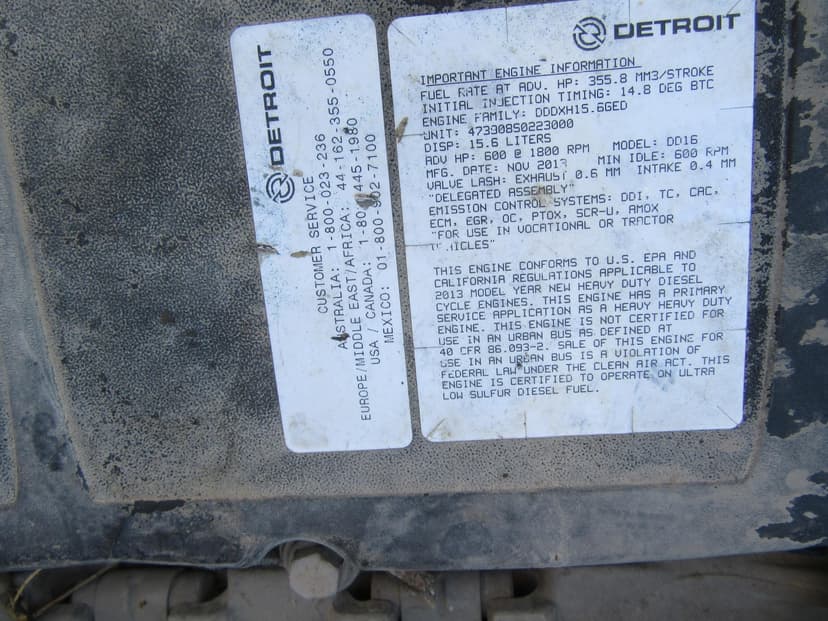 DETROIT
CUSTOMER SERVICE
AUSTRALIA: 1-800-023-236
EUROPE/MIDDLE EAST/AFRICA: 44-162-355-0550
USA / CANADA: 1-80 -445-1980
MEXICO: 01-800-9 2-7100
DETROIT
IMPORTANT ENGINE INFORMATION
FUEL RATE AT ADV. HP: 355.8 MM3/STROKE
INITIAL INJECTION TIMING: 14.8 DEG BTC
ENGINE FAMILY: DDDXH15.6GED
UNIT: 473908S0223000
DISP: 15.6 LITERS
ADV HP: 600 @ 1800 RPM MODEL: DD16
MFG. DATE: NOV 2013 MIN IDLE: 600 RPM
VALVE LASH: EXHAUST 0.6 MM INTAKE 0.4 MM
"DELEGATED ASSEMBLY"
EMISSION CONTROL SYSTEMS: DDI, TC, CAC,
ECM, EGR, OC, PTOX, SCR-U, AMOX
"FOR USE IN VOCATIONAL OR TRACTOR
VEHICLES"
THIS ENGINE CONFORMS TO U.S. EPA AND
CALIFORNIA REGULATIONS APPLICABLE TO
2013 MODEL YEAR NEW HEAVY DUTY DIESEL
CYCLE ENGINES. THIS ENGINE HAS A PRIMARY
SERVICE APPLICATION AS A HEAVY HEAVY DUTY
ENGINE. THIS ENGINE IS NOT CERTIFIED FOR
USE IN AN URBAN BUS AS DEFINED AT
40 CFR 86.093-2. SALE OF THIS ENGINE FOR
USE IN AN URBAN BUS IS A VIOLATION OF
FEDERAL LAW UNDER THE CLEAN AIR ACT. THIS
ENGINE IS CERTIFIED TO OPERATE ON ULTRA
LOW SULFUR DIESEL FUEL.